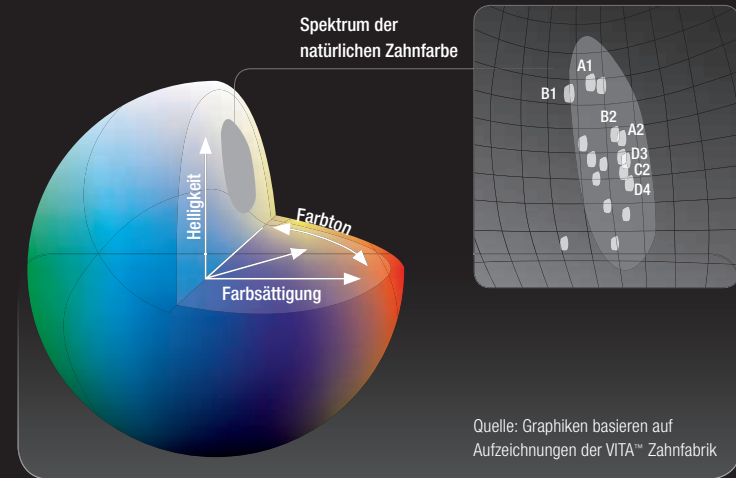 Spektrum der
natürlichen Zahnfarbe
A1
B1
B2
A2
D3
C2
D4
Helligkeit
Farbton
Farbsättigung
Quelle: Graphiken basieren auf
Aufzeichnungen der VITA™ Zahnfabrik